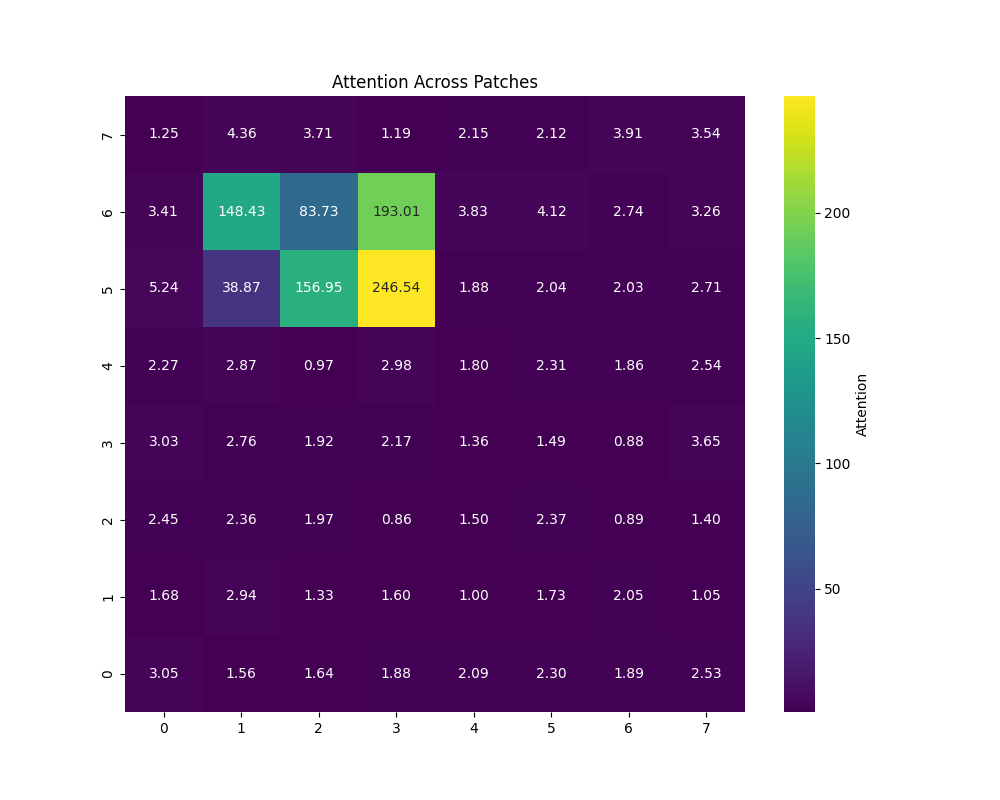 Attention Across Patches
7 1.25 4.36 3.71 1.19 2.15 2.12 3.91 3.54
6 3.41 148.43 83.73 193.01 3.83 4.12 2.74 3.26
5 5.24 38.87 156.95 246.54 1.88 2.04 2.03 2.71
4 2.27 2.87 0.97 2.98 1.80 2.31 1.86 2.54
3 3.03 2.76 1.92 2.17 1.36 1.49 0.88 3.65
2 2.45 2.36 1.97 0.86 1.50 2.37 0.89 1.40
1 1.68 2.94 1.33 1.60 1.00 1.73 2.05 1.05
0 3.05 1.56 1.64 1.88 2.09 2.30 1.89 2.53
0 1 2 3 4 5 6 7
200
150
100
50
Attention